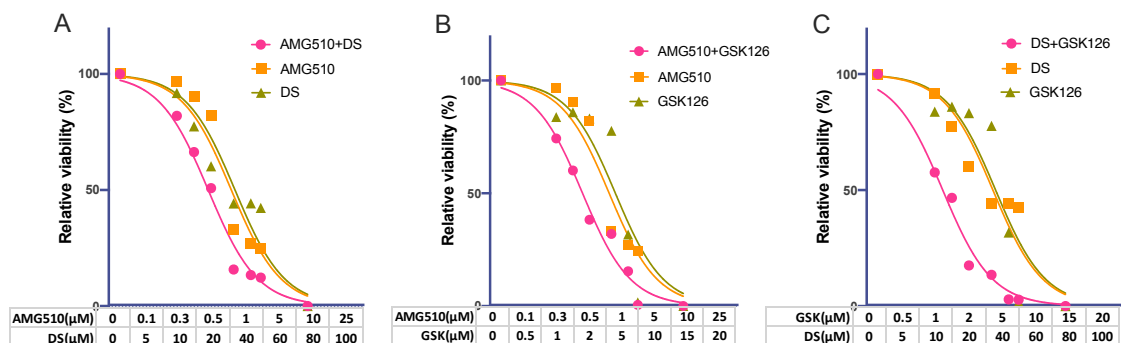 A
AMG510+DS
AMG510
DS
Relative viability (%)
100
50
0
AMG510(μM) 0 0.1 0.3 0.5 1 5 10 25
DS(μM) 0 5 10 20 40 60 80 100
B
AMG510+GSK126
AMG510
GSK126
Relative viability (%)
100
50
0
AMG510(μM) 0 0.1 0.3 0.5 1 5 10 25
GSK(μM) 0 0.5 1 2 5 10 15 20
C
DS+GSK126
DS
GSK126
Relative viability (%)
100
50
0
GSK(μM) 0 0.5 1 2 5 10 15 20
DS(μM) 0 5 10 20 40 60 80 100